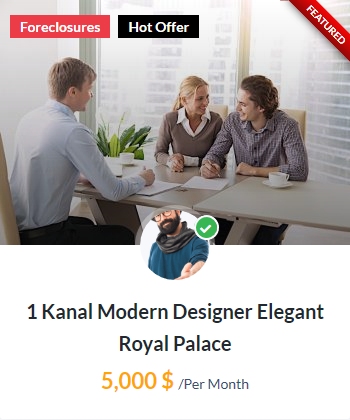 Foreclosures
Hot Offer
FEATURED
1 Kanal Modern Designer Elegant
Royal Palace
5,000 $ /Per Month